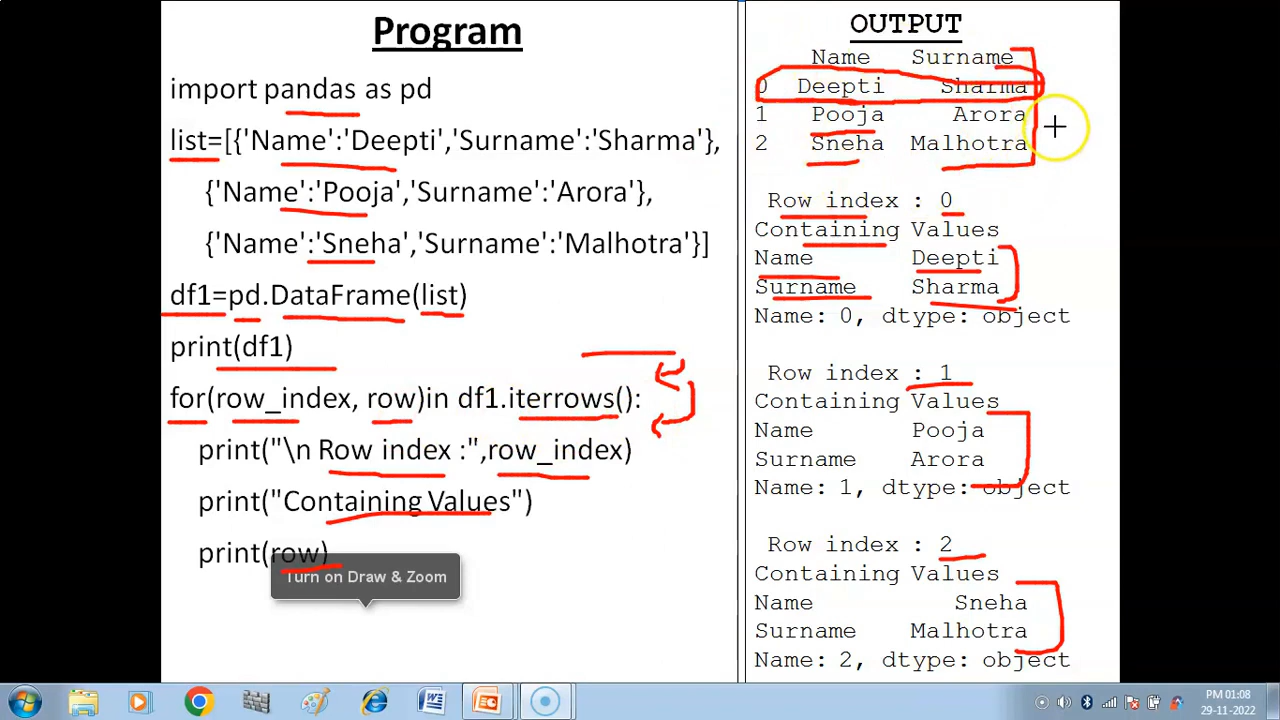 Program
import pandas as pd
list=[{'Name':'Deepti','Surname':'Sharma'},
{'Name':'Pooja','Surname':'Arora'},
{'Name':'Sneha','Surname':'Malhotra'}]
df1=pd.DataFrame(list)
print(df1)
for(row_index, row)in df1.iterrows():
print("\n Row index :",row_index)
print("Containing Values")
print(row)
Turn on Draw & Zoom
OUTPUT
Name Surname
0 Deepti Sharma
1 Pooja Arora
2 Sneha Malhotra
Row index : 0
Containing Values
Name Deepti
Surname Sharma
Name: 0, dtype: object
Row index : 1
Containing Values
Name Pooja
Surname Arora
Name: 1, dtype: object
Row index : 2
Containing Values
Name Sneha
Surname Malhotra
Name: 2, dtype: object
PM 01:08
29-11-2022